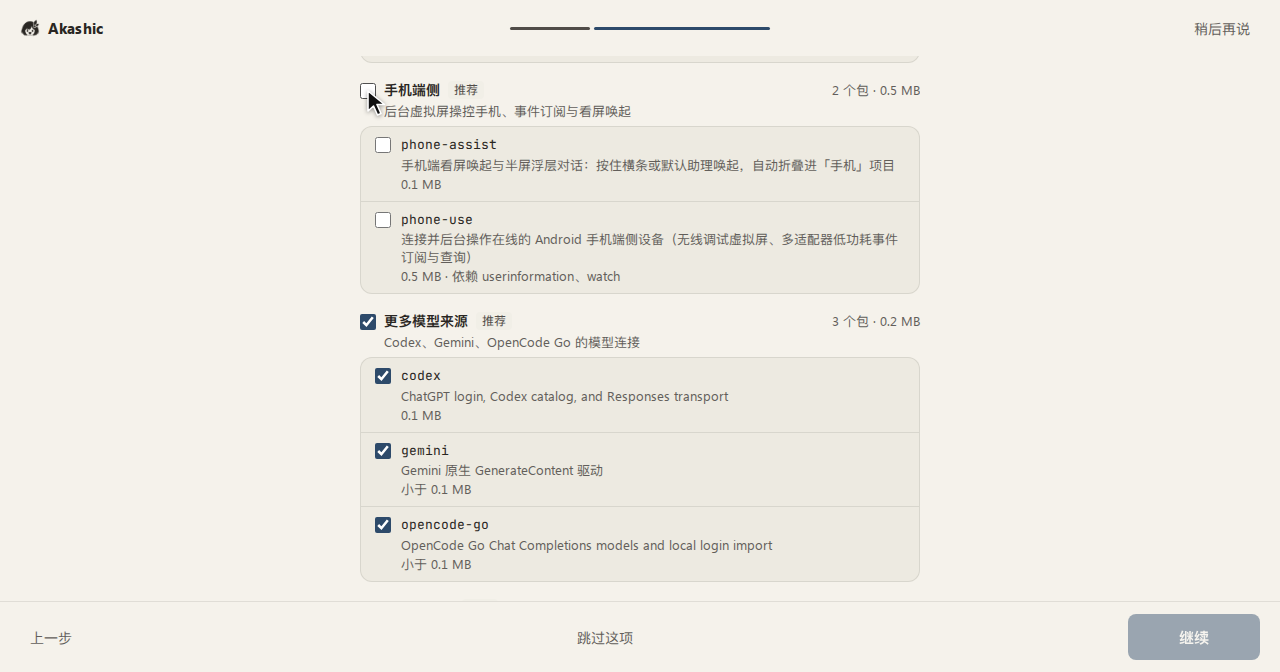 Akashic
稍后再说
手机端侧 推荐 2 个包 · 0.5 MB
后台虚拟屏操控手机、事件订阅与看屏唤起
phone-assist
手机端看屏唤起与半屏浮层对话：按住横条或默认助理唤起，自动折叠进「手机」项目
0.1 MB
phone-use
连接并后台操作在线的 Android 手机端侧设备（无线调试虚拟屏、多适配器低功耗事件
订阅与查询）
0.5 MB · 依赖 userinformation、watch
更多模型来源 推荐 3 个包 · 0.2 MB
Codex、Gemini、OpenCode Go 的模型连接
codex
ChatGPT login, Codex catalog, and Responses transport
0.1 MB
gemini
Gemini 原生 GenerateContent 驱动
小于 0.1 MB
opencode-go
OpenCode Go Chat Completions models and local login import
小于 0.1 MB
上一步
跳过这项
继续